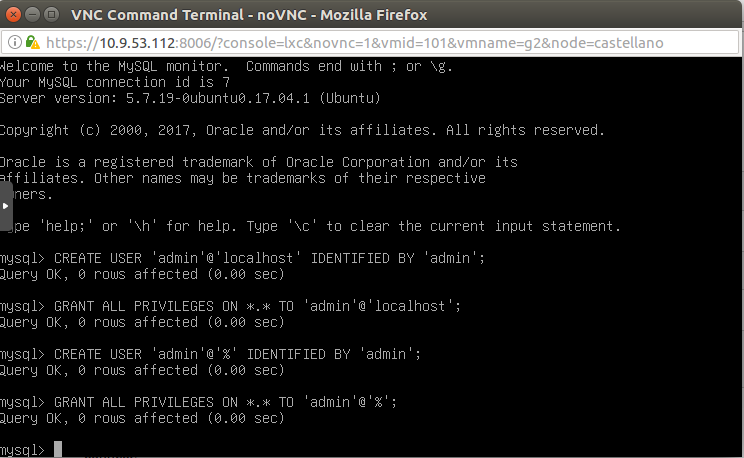 VNC Command Terminal - noVNC - Mozilla Firefox
https://10.9.53.112:8006/?console=lxc&novnc=1&vmid=101&vmname=g2&node=castellano
Welcome to the MySQL monitor.  Commands end with ; or \g.
Your MySQL connection id is 7
Server version: 5.7.19-0ubuntu0.17.04.1 (Ubuntu)
Copyright (c) 2000, 2017, Oracle and/or its affiliates. All rights reserved.
Oracle is a registered trademark of Oracle Corporation and/or its
affiliates. Other names may be trademarks of their respective
owners.
Type 'help;' or '\h' for help. Type '\c' to clear the current input statement.
mysql> CREATE USER 'admin'@'localhost' IDENTIFIED BY 'admin';
Query OK, 0 rows affected (0.00 sec)
mysql> GRANT ALL PRIVILEGES ON *.* TO 'admin'@'localhost';
Query OK, 0 rows affected (0.00 sec)
mysql> CREATE USER 'admin'@'%' IDENTIFIED BY 'admin';
Query OK, 0 rows affected (0.00 sec)
mysql> GRANT ALL PRIVILEGES ON *.* TO 'admin'@'%';
Query OK, 0 rows affected (0.00 sec)
mysql>